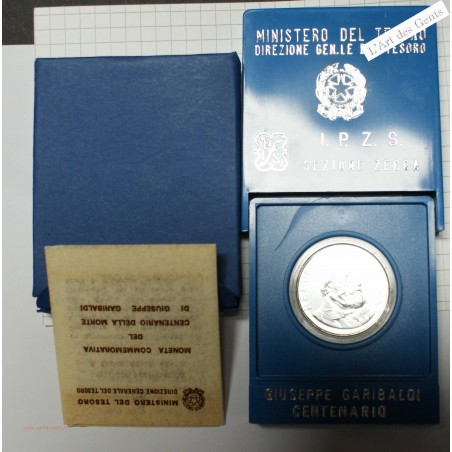 L'Art des Gents
MINISTERO DEL TESORO
DIREZIONE GEN.LE DEL TESORO
I.P.Z.S.
SEZIONE ZECCA
GIUSEPPE GARIBALDI
CENTENARIO
MINISTERO DEL TESORO
DIREZIONE GENERALE DEL TESORO
MONETA COMMEMORATIVA
DEL
CENTENARIO DELLA MORTE
DI GIUSEPPE GARIBALDI